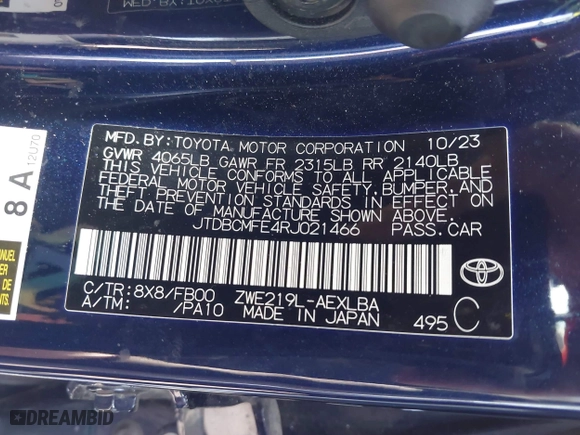 MFD.BY:TOYOTA MOTOR CORPORATION 10/23
GVWR 4065LB GAWR FR 2315LB RR 2140LB
THIS VEHICLE CONFORMS TO ALL APPLICABLE
FEDERAL MOTOR VEHICLE SAFETY,BUMPER,AND
THEFT PREVENTION STANDARDS IN EFFECT ON
THE DATE OF MANUFACTURE SHOWN ABOVE.
JTDBCMFE4RJ021466 PASS.CAR
C/TR:8X8/FB00 ZWE219L-AEXLBA
A/TM: /PA10 MADE IN JAPAN 495 C
8 A
12U70
DREAMBID